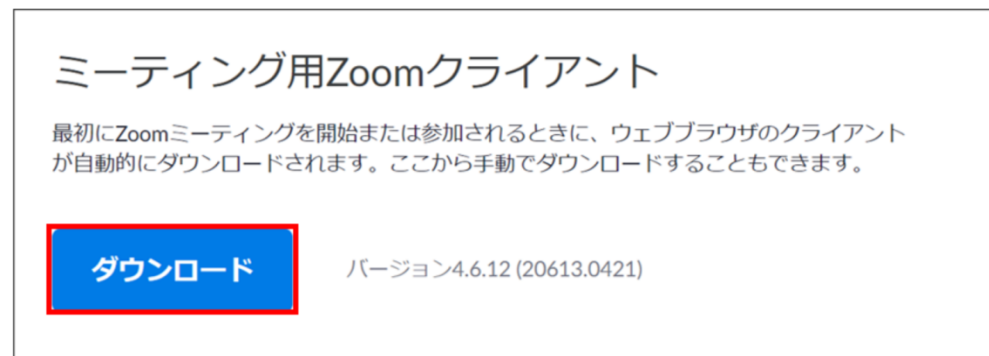 ミーティング用Zoomクライアント
最初にZoomミーティングを開始または参加されるときに、ウェブブラウザのクライアント
が自動的にダウンロードされます。ここから手動でダウンロードすることもできます。
ダウンロード
バージョン4.6.12 (20613.0421)